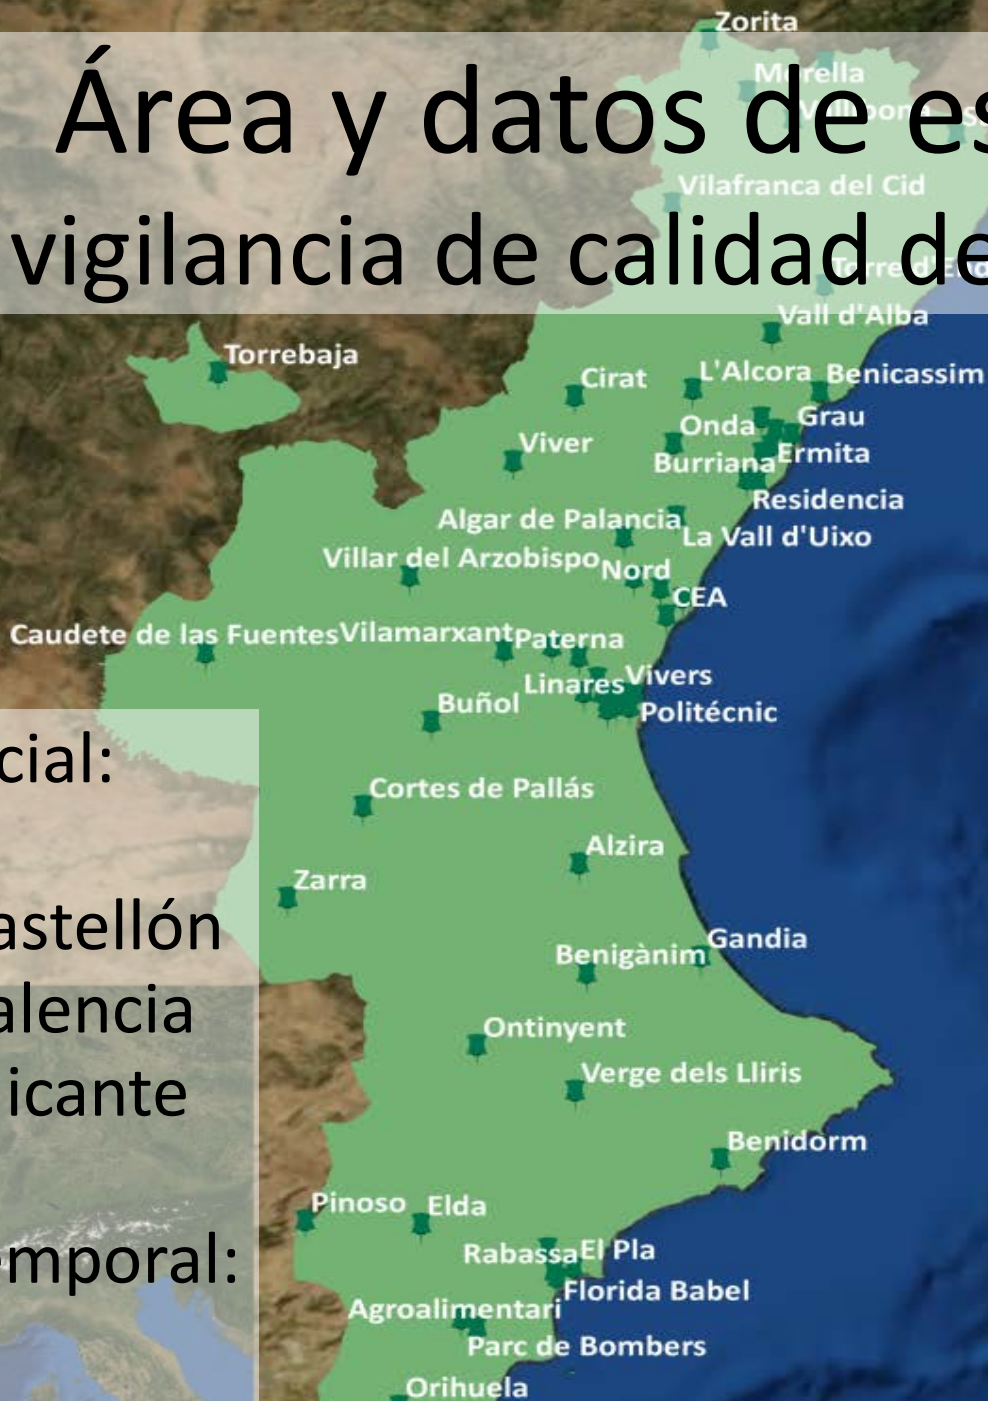 Zorita
Área y datos de es
Morella
Vallibona
S
Vilafranca del Cid
vigilancia de calidad de
Vall d'Alba
Torrebaja
Cirat
L'Alcora
Benicassim
Grau
Onda
Viver
Ermita
Burriana
Residencia
Algar de Palancia
La Vall d'Uixo
Villar del Arzobispo
Nord
CEA
Caudete de las Fuentes
Vilamarxant
Paterna
Vivers
Linares
Buñol
Politécnic
cial:
Cortes de Pallás
Alzira
Zarra
astellón
Gandia
Benigànim
alencia
Ontinyent
Verge dels Lliris
icante
Benidorm
Pinoso
Elda
Rabassa
El Pla
emporal:
Florida Babel
Agroalimentari
Parc de Bombers
Orihuela